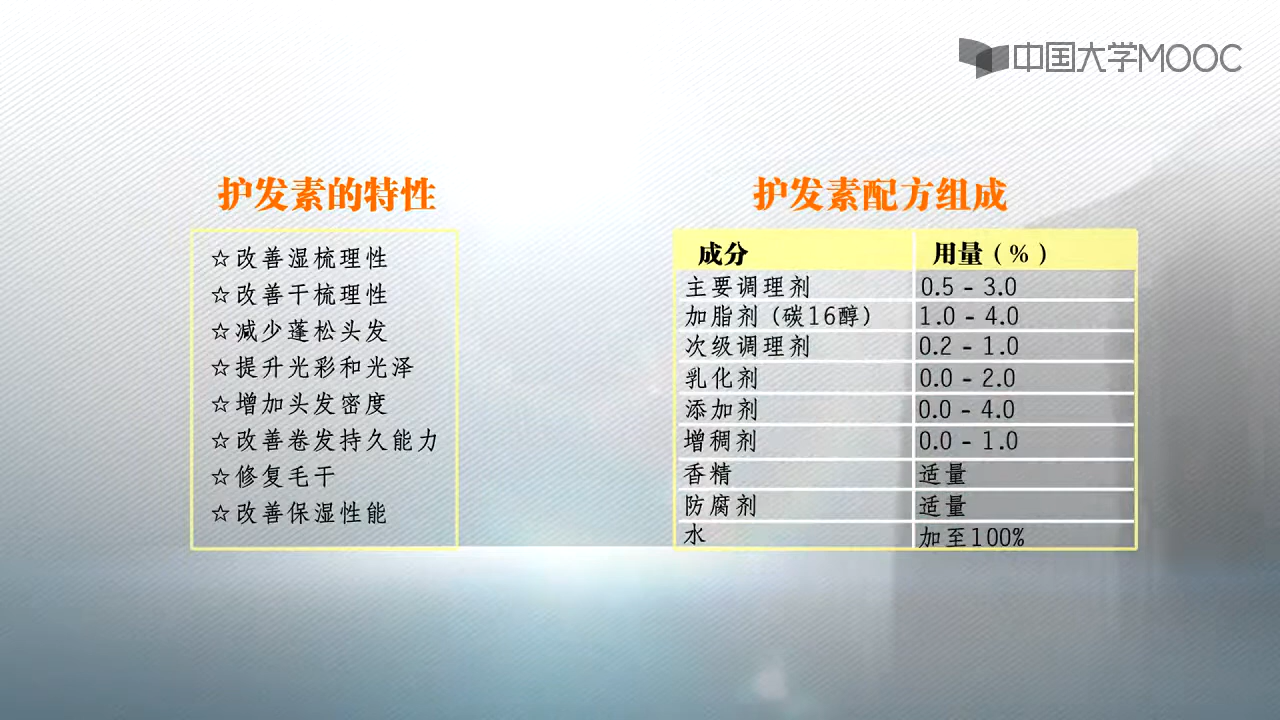 中国大学MOOC
护发素的特性
☆改善湿梳理性
☆改善干梳理性
☆减少蓬松头发
☆提升光彩和光泽
☆增加头发密度
☆改善卷发持久能力
☆修复毛干
☆改善保湿性能
护发素配方组成
成分 用量（%）
主要调理剂 0.5 - 3.0
加脂剂（碳16醇） 1.0 - 4.0
次级调理剂 0.2 - 1.0
乳化剂 0.0 - 2.0
添加剂 0.0 - 4.0
增稠剂 0.0 - 1.0
香精 适量
防腐剂 适量
水 加至100%